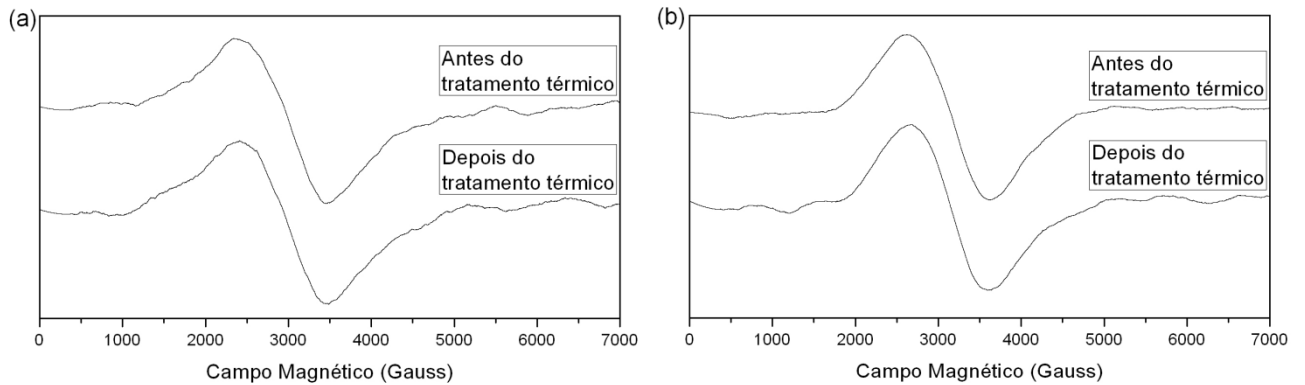 (a)
Antes do
tratamento térmico
Depois do
tratamento térmico
0 1000 2000 3000 4000 5000 6000 7000
Campo Magnético (Gauss)
(b)
Antes do
tratamento térmico
Depois do
tratamento térmico
0 1000 2000 3000 4000 5000 6000 7000
Campo Magnético (Gauss)